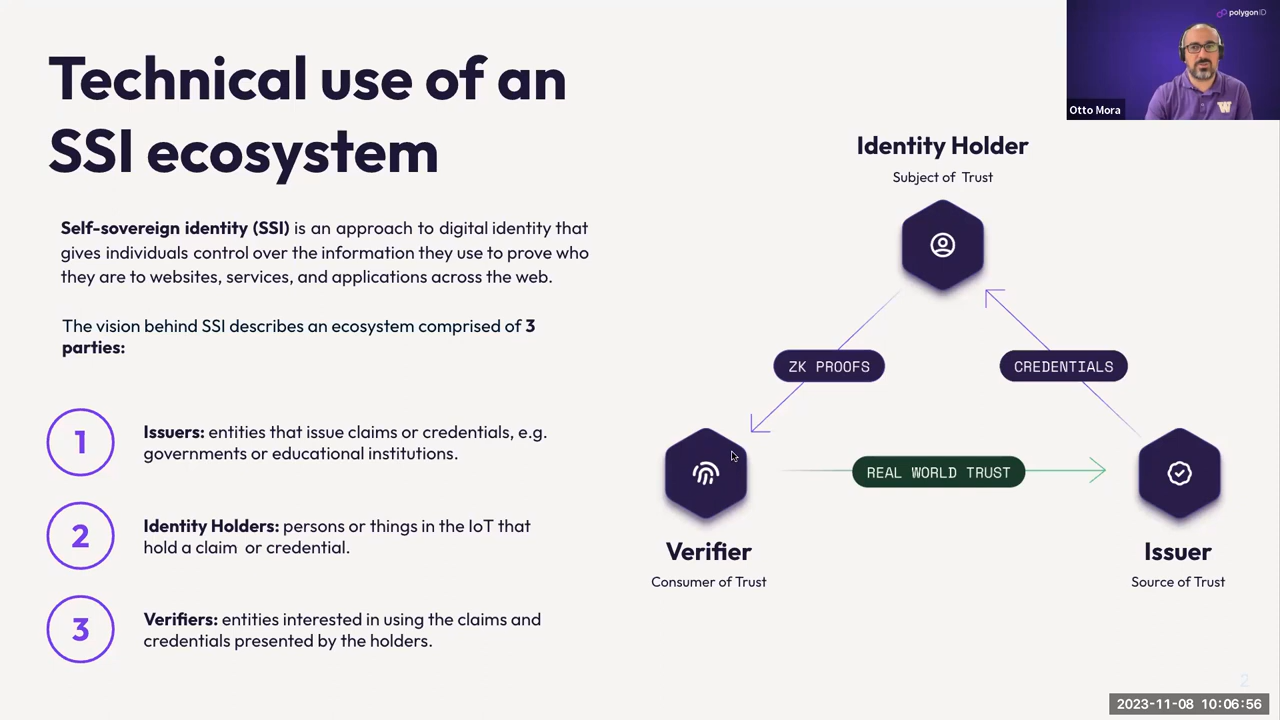 Technical use of an
SSI ecosystem
Self-sovereign identity (SSI) is an approach to digital identity that
gives individuals control over the information they use to prove who
they are to websites, services, and applications across the web.
The vision behind SSI describes an ecosystem comprised of 3
parties:
1
Issuers: entities that issue claims or credentials, e.g.
governments or educational institutions.
2
Identity Holders: persons or things in the IoT that
hold a claim or credential.
3
Verifiers: entities interested in using the claims and
credentials presented by the holders.
polygonID
W
Otto Mora
Identity Holder
Subject of Trust
ZK PROOFS
CREDENTIALS
REAL WORLD TRUST
Verifier
Consumer of Trust
Issuer
Source of Trust
2
2023-11-08 10:06:56